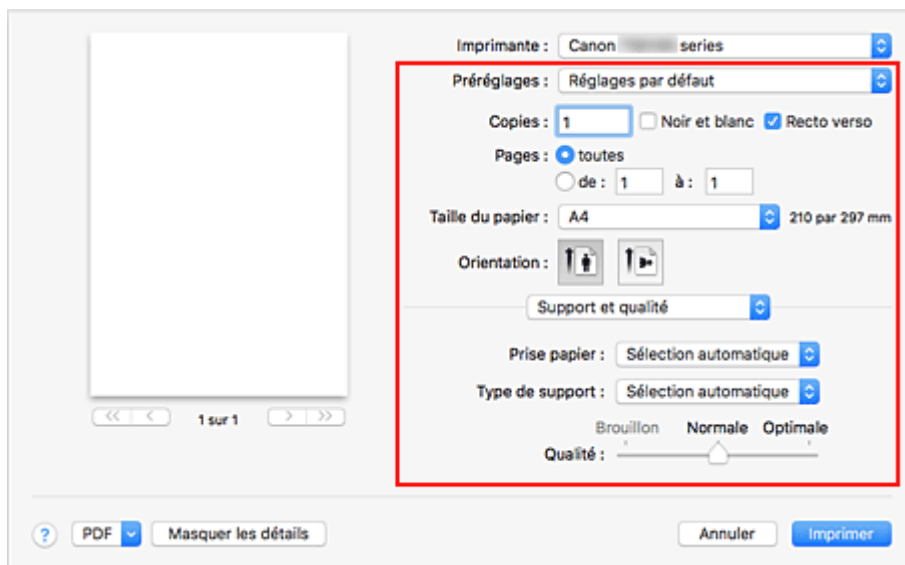 Imprimante : Canon series
Préréglages : Réglages par défaut
Copies : 1 Noir et blanc Recto verso
Pages : toutes
de : 1 à : 1
Taille du papier : A4 210 par 297 mm
Orientation :
Support et qualité
Prise papier : Sélection automatique
Type de support : Sélection automatique
Brouillon Normale Optimale
Qualité :
<< < 1 sur 1 > >>
? PDF Masquer les détails Annuler Imprimer